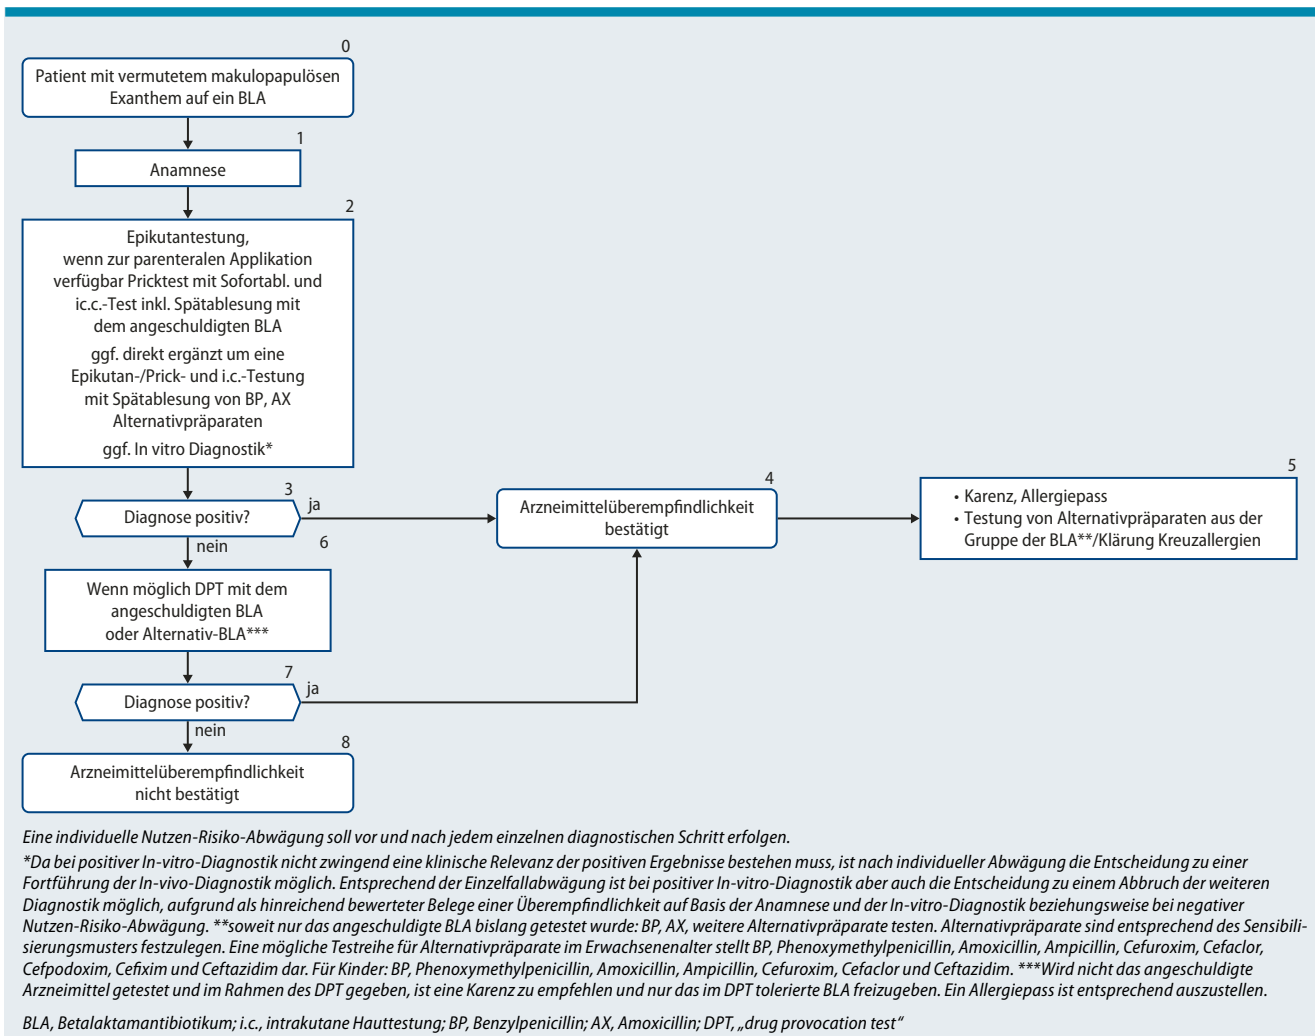 0
Patient mit vermutetem makulopapulösen
Exanthem auf ein BLA
1
Anamnese
2
Epikutantestung,
wenn zur parenteralen Applikation
verfügbar Pricktest mit Sofortabl. und
ic.c.-Test inkl. Spätablesung mit
dem angeschuldigten BLA
ggf. direkt ergänzt um eine
Epikutan-/Prick- und i.c.-Testung
mit Spätablesung von BP, AX
Alternativpräparaten
ggf. In vitro Diagnostik*
3
Diagnose positiv?
ja
nein
4
Arzneimittelüberempfindlichkeit
bestätigt
5
• Karenz, Allergiepass
• Testung von Alternativpräparaten aus der
Gruppe der BLA**/Klärung Kreuzallergien
6
Wenn möglich DPT mit dem
angeschuldigten BLA
oder Alternativ-BLA***
7
Diagnose positiv?
ja
nein
8
Arzneimittelüberempfindlichkeit
nicht bestätigt
Eine individuelle Nutzen-Risiko-Abwägung soll vor und nach jedem einzelnen diagnostischen Schritt erfolgen.
*Da bei positiver In-vitro-Diagnostik nicht zwingend eine klinische Relevanz der positiven Ergebnisse bestehen muss, ist nach individueller Abwägung die Entscheidung zu einer
Fortführung der In-vivo-Diagnostik möglich. Entsprechend der Einzelfallabwägung ist bei positiver In-vitro-Diagnostik aber auch die Entscheidung zu einem Abbruch der weiteren
Diagnostik möglich, aufgrund als hinreichend bewerteter Belege einer Überempfindlichkeit auf Basis der Anamnese und der In-vitro-Diagnostik beziehungsweise bei negativer
Nutzen-Risiko-Abwägung. **soweit nur das angeschuldigte BLA bislang getestet wurde: BP, AX, weitere Alternativpräparate testen. Alternativpräparate sind entsprechend des Sensibili-
sierungsmusters festzulegen. Eine mögliche Testreihe für Alternativpräparate im Erwachsenenalter stellt BP, Phenoxymethylpenicillin, Amoxicillin, Ampicillin, Cefuroxim, Cefaclor,
Cefpodoxim, Cefixim und Ceftazidim dar. Für Kinder: BP, Phenoxymethylpenicillin, Amoxicillin, Ampicillin, Cefuroxim, Cefaclor und Ceftazidim. ***Wird nicht das angeschuldigte
Arzneimittel getestet und im Rahmen des DPT gegeben, ist eine Karenz zu empfehlen und nur das im DPT tolerierte BLA freizugeben. Ein Allergiepass ist entsprechend auszustellen.
BLA, Betalaktamantibiotikum; i.c., intrakutane Hauttestung; BP, Benzylpenicillin; AX, Amoxicillin; DPT, „drug provocation test“